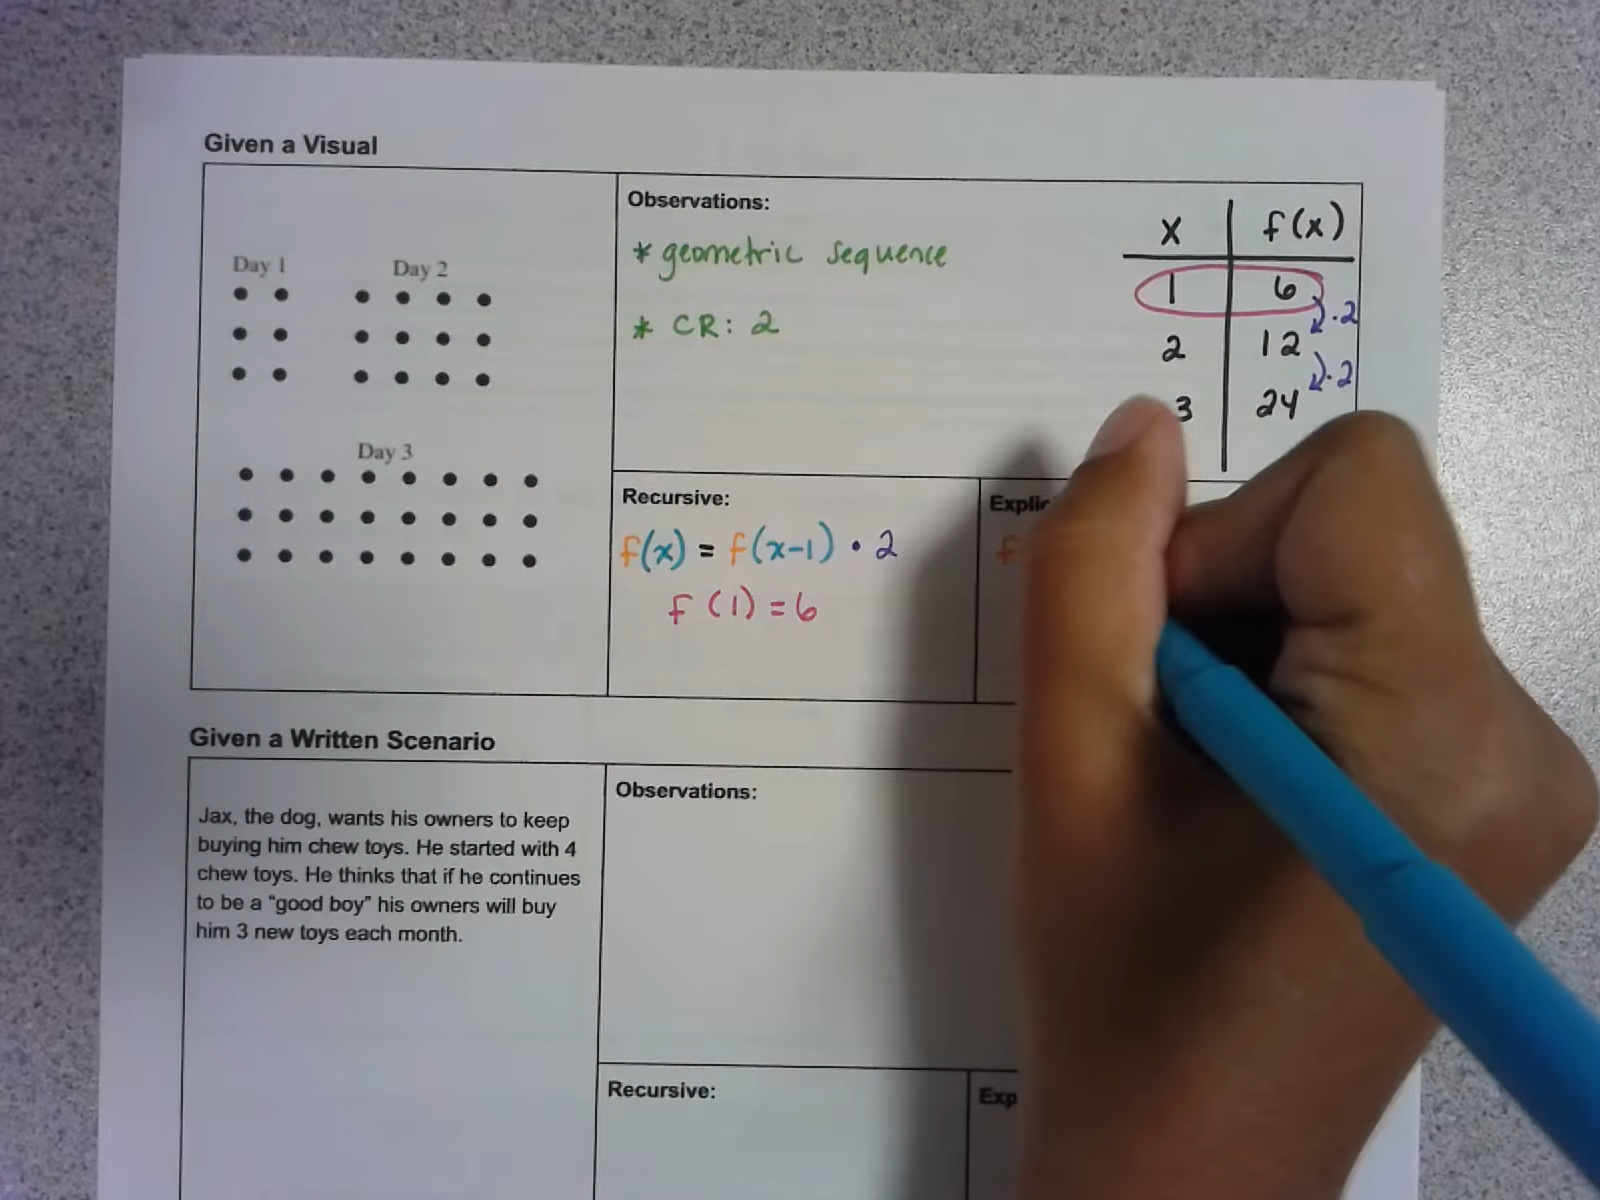 Given a Visual
Day 1
Day 2
Day 3
Observations:
* geometric sequence
* CR: 2
x f(x)
1 6
·2
2 12
·2
3 24
Recursive:
f(x) = f(x-1) · 2
f(1) = 6
f
Given a Written Scenario
Jax, the dog, wants his owners to keep
buying him chew toys. He started with 4
chew toys. He thinks that if he continues
to be a “good boy” his owners will buy
him 3 new toys each month.
Observations:
Recursive: